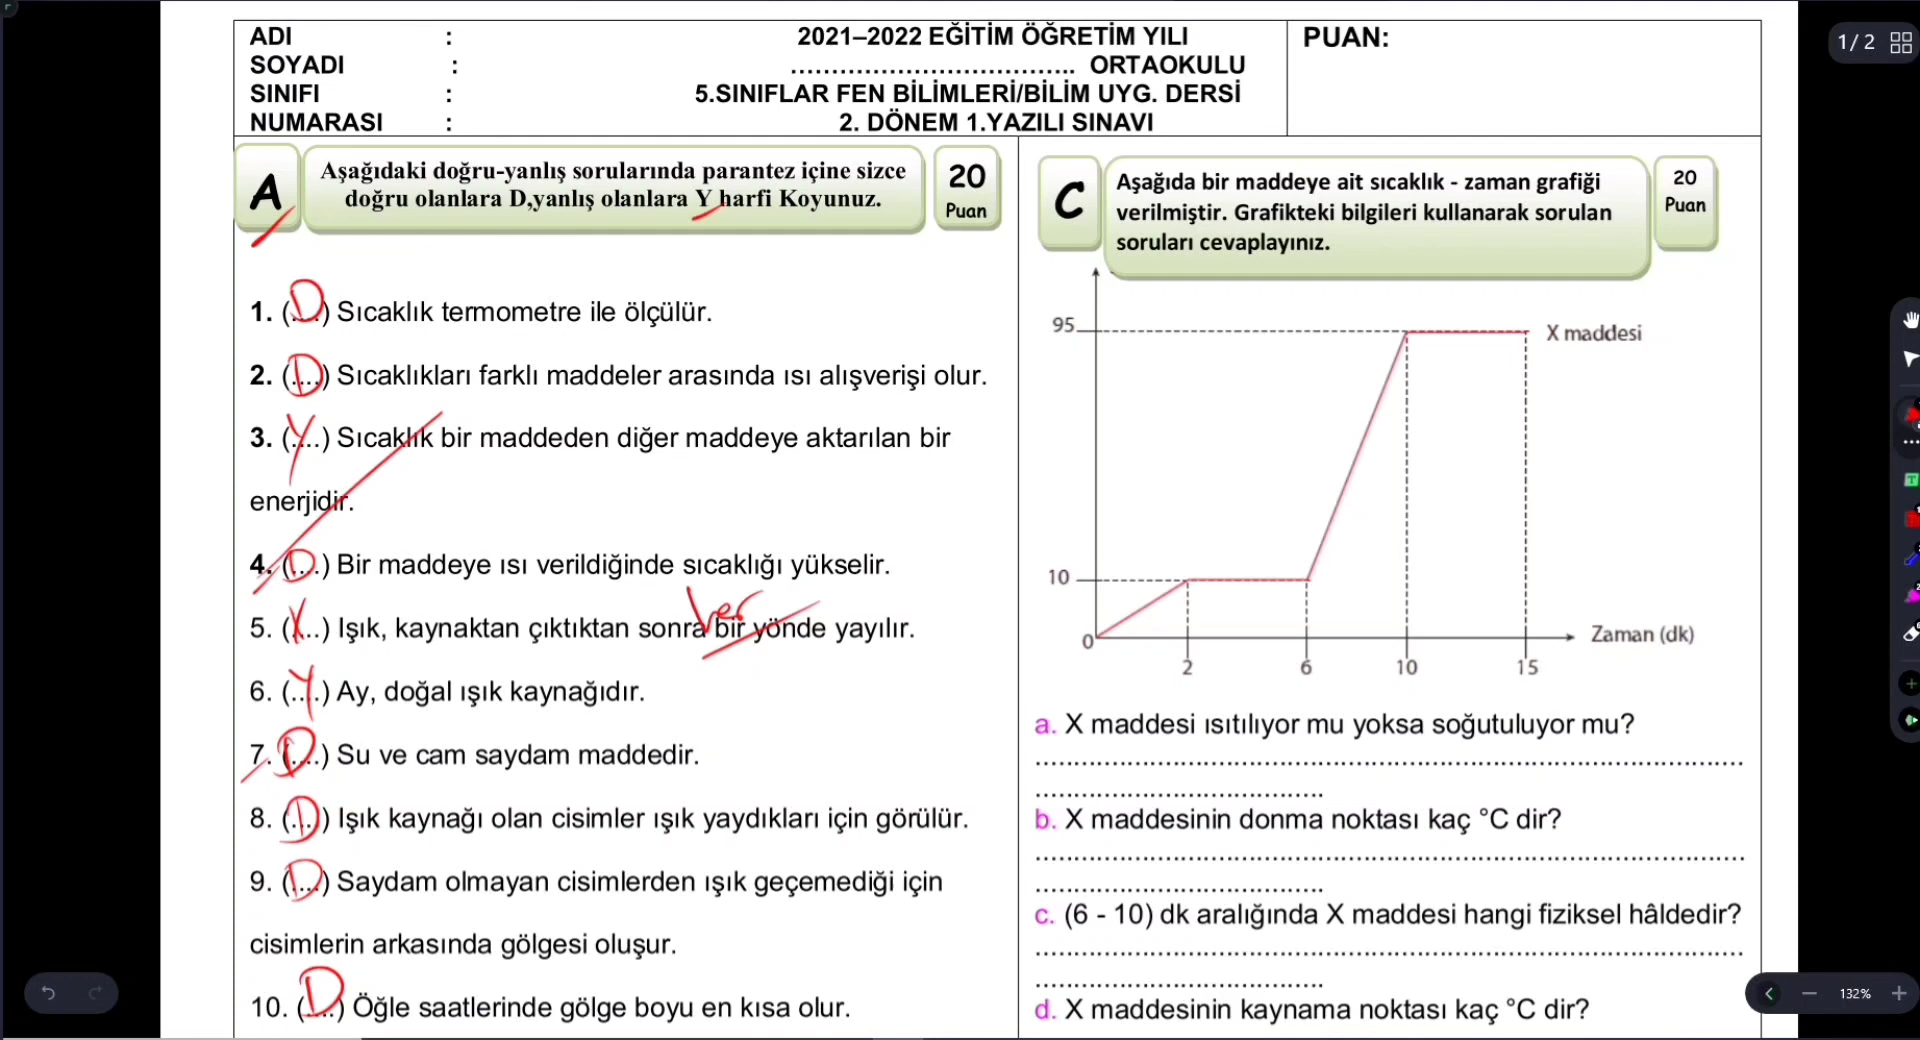 ADI :
SOYADI :
SINIFI :
NUMARASI :
2021–2022 EĞİTİM ÖĞRETİM YILI
……………………………. ORTAOKULU
5.SINIFLAR FEN BİLİMLERİ/BİLİM UYG. DERSİ
2. DÖNEM 1.YAZILI SINAVI
PUAN:
A
Aşağıdaki doğru-yanlış sorularında parantez içine sizce
doğru olanlara D,yanlış olanlara Y harfi Koyunuz.
20
Puan
1. (D) Sıcaklık termometre ile ölçülür.
2. (D) Sıcaklıkları farklı maddeler arasında ısı alışverişi olur.
3. (Y) Sıcaklık bir maddeden diğer maddeye aktarılan bir
enerjidir.
4. (D) Bir maddeye ısı verildiğinde sıcaklığı yükselir.
her
5. (Y) Işık, kaynaktan çıktıktan sonra bir yönde yayılır.
6. (Y) Ay, doğal ışık kaynağıdır.
7. (D) Su ve cam saydam maddedir.
8. (D) Işık kaynağı olan cisimler ışık yaydıkları için görülür.
9. (D) Saydam olmayan cisimlerden ışık geçemediği için
cisimlerin arkasında gölgesi oluşur.
10. (D) Öğle saatlerinde gölge boyu en kısa olur.
C
Aşağıda bir maddeye ait sıcaklık - zaman grafiği
verilmiştir. Grafikteki bilgileri kullanarak sorulan
soruları cevaplayınız.
20
Puan
95
X maddesi
10
0
Zaman (dk)
2 6 10 15
a. X maddesi ısıtılıyor mu yoksa soğutuluyor mu?
b. X maddesinin donma noktası kaç °C dir?
c. (6 - 10) dk aralığında X maddesi hangi fiziksel hâldedir?
d. X maddesinin kaynama noktası kaç °C dir?
1/2
132%